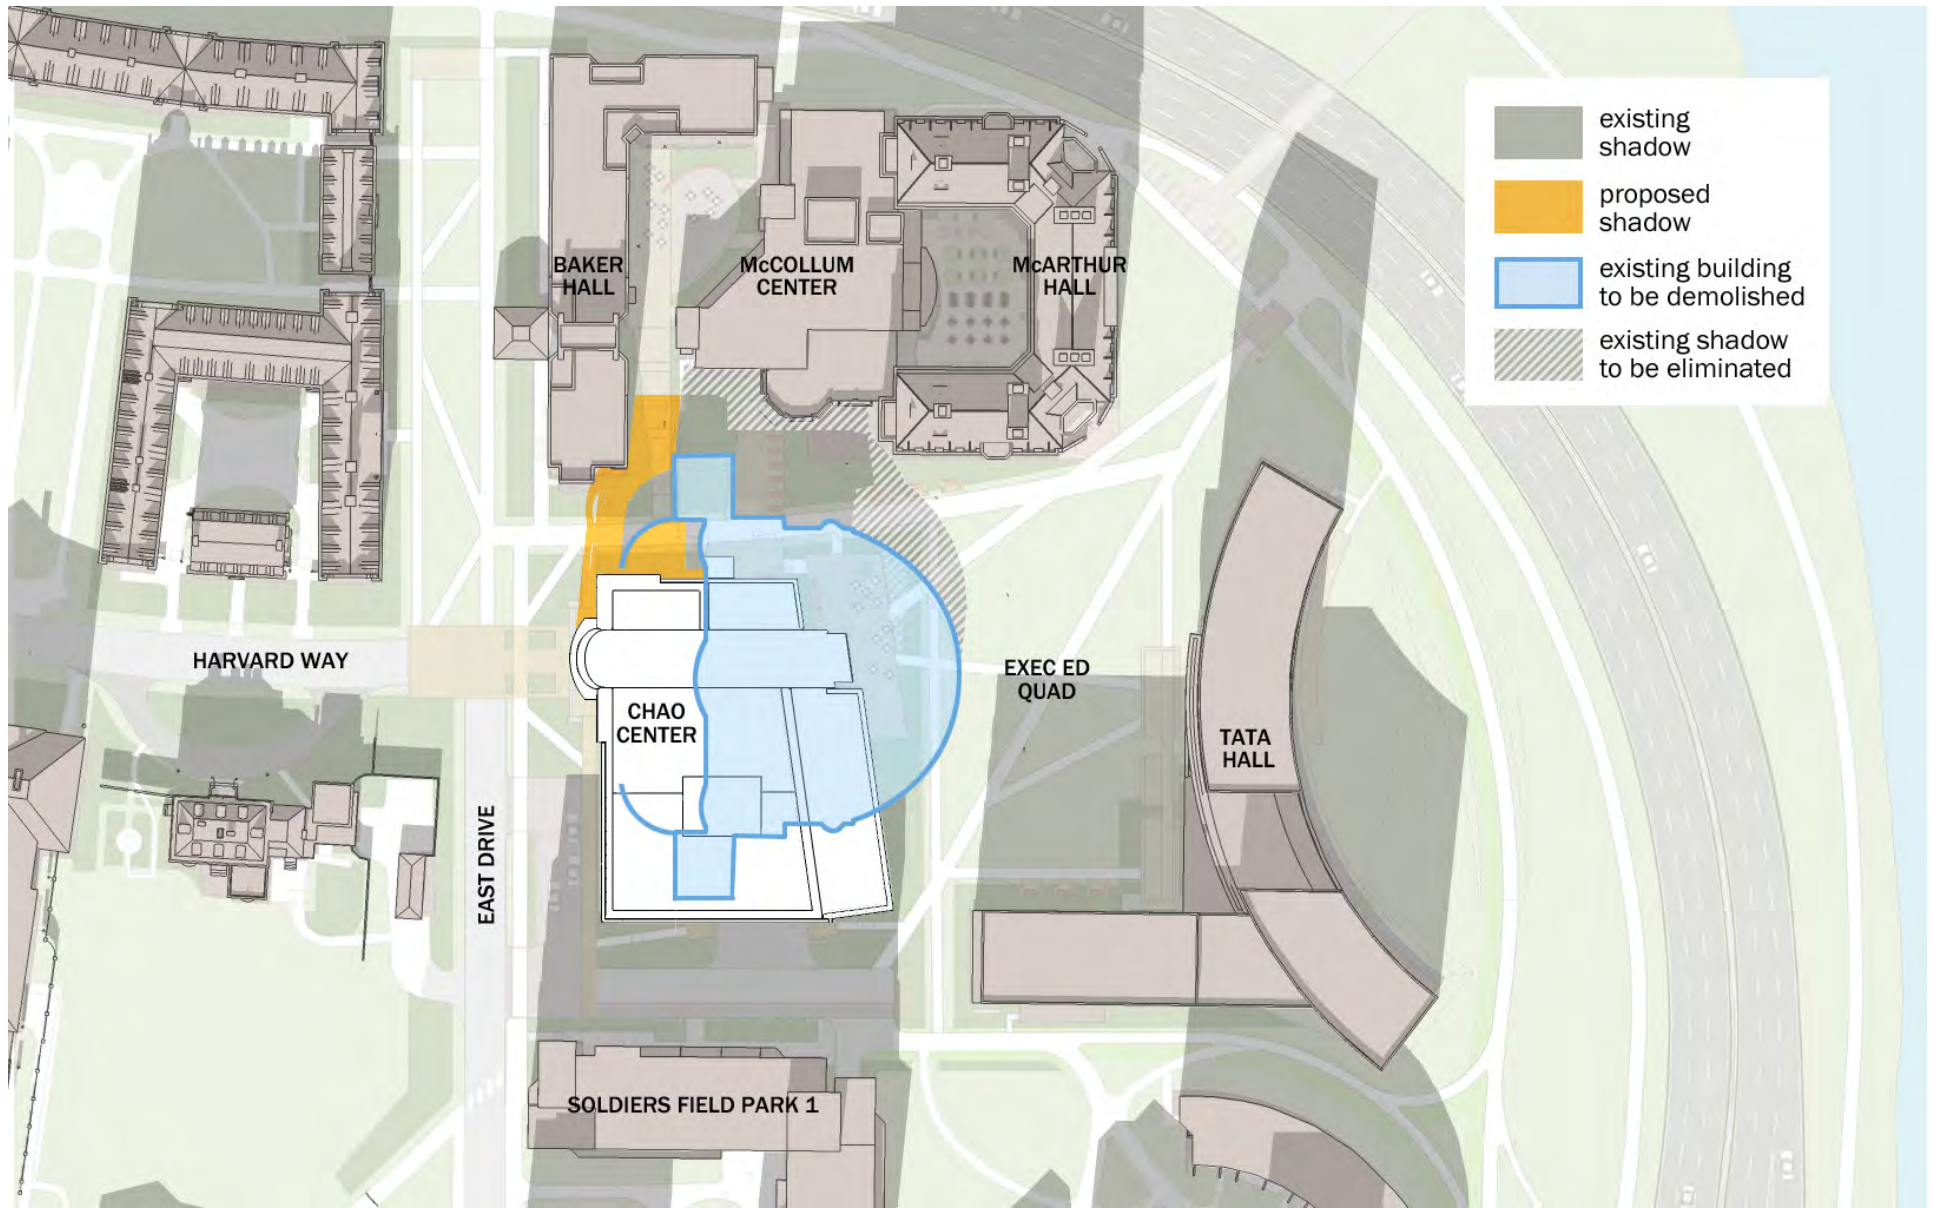 existing
shadow
proposed
shadow
existing building
to be demolished
existing shadow
to be eliminated
BAKER
HALL
McCOLLUM
CENTER
McARTHUR
HALL
HARVARD WAY
EXEC ED
QUAD
CHAO
CENTER
TATA
HALL
EAST DRIVE
SOLDIERS FIELD PARK 1